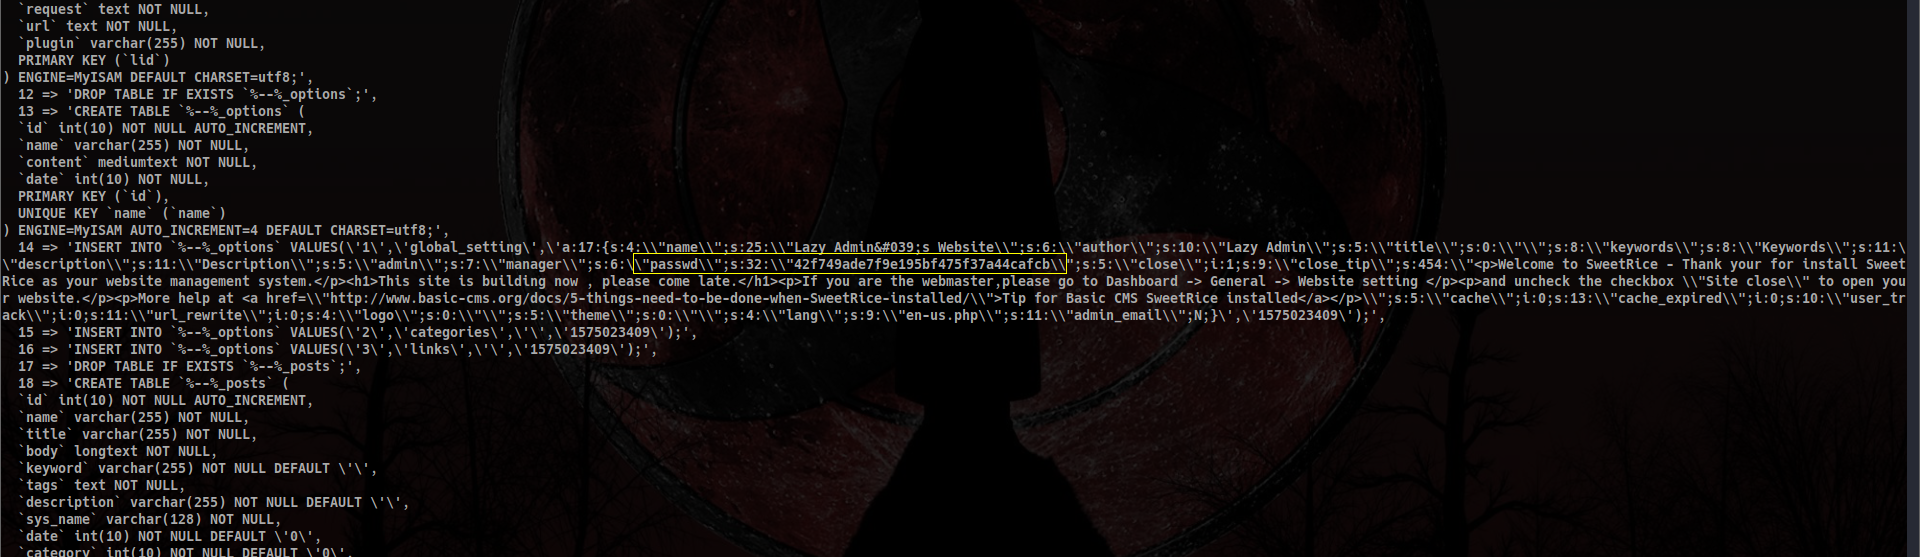 `request` text NOT NULL,
`url` text NOT NULL,
`plugin` varchar(255) NOT NULL,
PRIMARY KEY (`lid`)
) ENGINE=MyISAM DEFAULT CHARSET=utf8;',
12 => 'DROP TABLE IF EXISTS `%--%_options`;',
13 => 'CREATE TABLE `%--%_options` (
`id` int(10) NOT NULL AUTO_INCREMENT,
`name` varchar(255) NOT NULL,
`content` mediumtext NOT NULL,
`date` int(10) NOT NULL,
PRIMARY KEY (`id`),
UNIQUE KEY `name` (`name`)
) ENGINE=MyISAM AUTO_INCREMENT=4 DEFAULT CHARSET=utf8;',
14 => 'INSERT INTO `%--%_options` VALUES(\'1\',\'global_setting\',\'a:17:{s:4:\\"name\\";s:25:\\"Lazy Admin&#039;s Website\\";s:6:\\"author\\";s:10:\\"Lazy Admin\\";s:5:\\"title\\";s:0:\\"\\";s:8:\\"keywords\\";s:8:\\"Keywords\\";s:11:\
\"description\\";s:11:\\"Description\\";s:5:\\"admin\\";s:7:\\"manager\\";s:6:\\"passwd\\";s:32:\\"42f749ade7f9e195bf475f37a44cafcb\\";s:5:\\"close\\";i:1;s:9:\\"close_tip\\";s:454:\\"<p>Welcome to SweetRice - Thank your for install Sweet
Rice as your website management system.</p><h1>This site is building now , please come late.</h1><p>If you are the webmaster,please go to Dashboard -> General -> Website setting </p><p>and uncheck the checkbox \\"Site close\\" to open you
r website.</p><p>More help at <a href=\\"http://www.basic-cms.org/docs/5-things-need-to-be-done-when-SweetRice-installed/\\">Tip for Basic CMS SweetRice installed</a></p>\\";s:5:\\"cache\\";i:0;s:13:\\"cache_expired\\";i:0;s:10:\\"user_tr
ack\\";i:0;s:11:\\"url_rewrite\\";i:0;s:4:\\"logo\\";s:0:\\"\\";s:5:\\"theme\\";s:0:\\"\\";s:4:\\"lang\\";s:9:\\"en-us.php\\";s:11:\\"admin_email\\";N;}\',\'1575023409\');',
15 => 'INSERT INTO `%--%_options` VALUES(\'2\',\'categories\',\'\',\'1575023409\');',
16 => 'INSERT INTO `%--%_options` VALUES(\'3\',\'links\',\'\',\'1575023409\');',
17 => 'DROP TABLE IF EXISTS `%--%_posts`;',
18 => 'CREATE TABLE `%--%_posts` (
`id` int(10) NOT NULL AUTO_INCREMENT,
`name` varchar(255) NOT NULL,
`title` varchar(255) NOT NULL,
`body` longtext NOT NULL,
`keyword` varchar(255) NOT NULL DEFAULT \'\',
`tags` text NOT NULL,
`description` varchar(255) NOT NULL DEFAULT \'\',
`sys_name` varchar(128) NOT NULL,
`date` int(10) NOT NULL DEFAULT \'0\',
`category` int(10) NOT NULL DEFAULT \'0\',